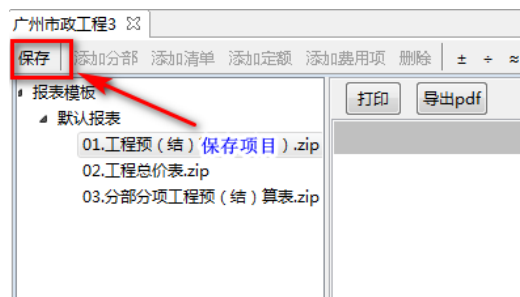 广州市政工程3
保存 添加分部 添加清单 添加定额 添加费用项 删除 ± ÷ ≈
报表模板
打印 导出pdf
默认报表
01.工程预(结) ).zip
保存项目
02.工程总价表.zip
03.分部分项工程预(结)算表.zip